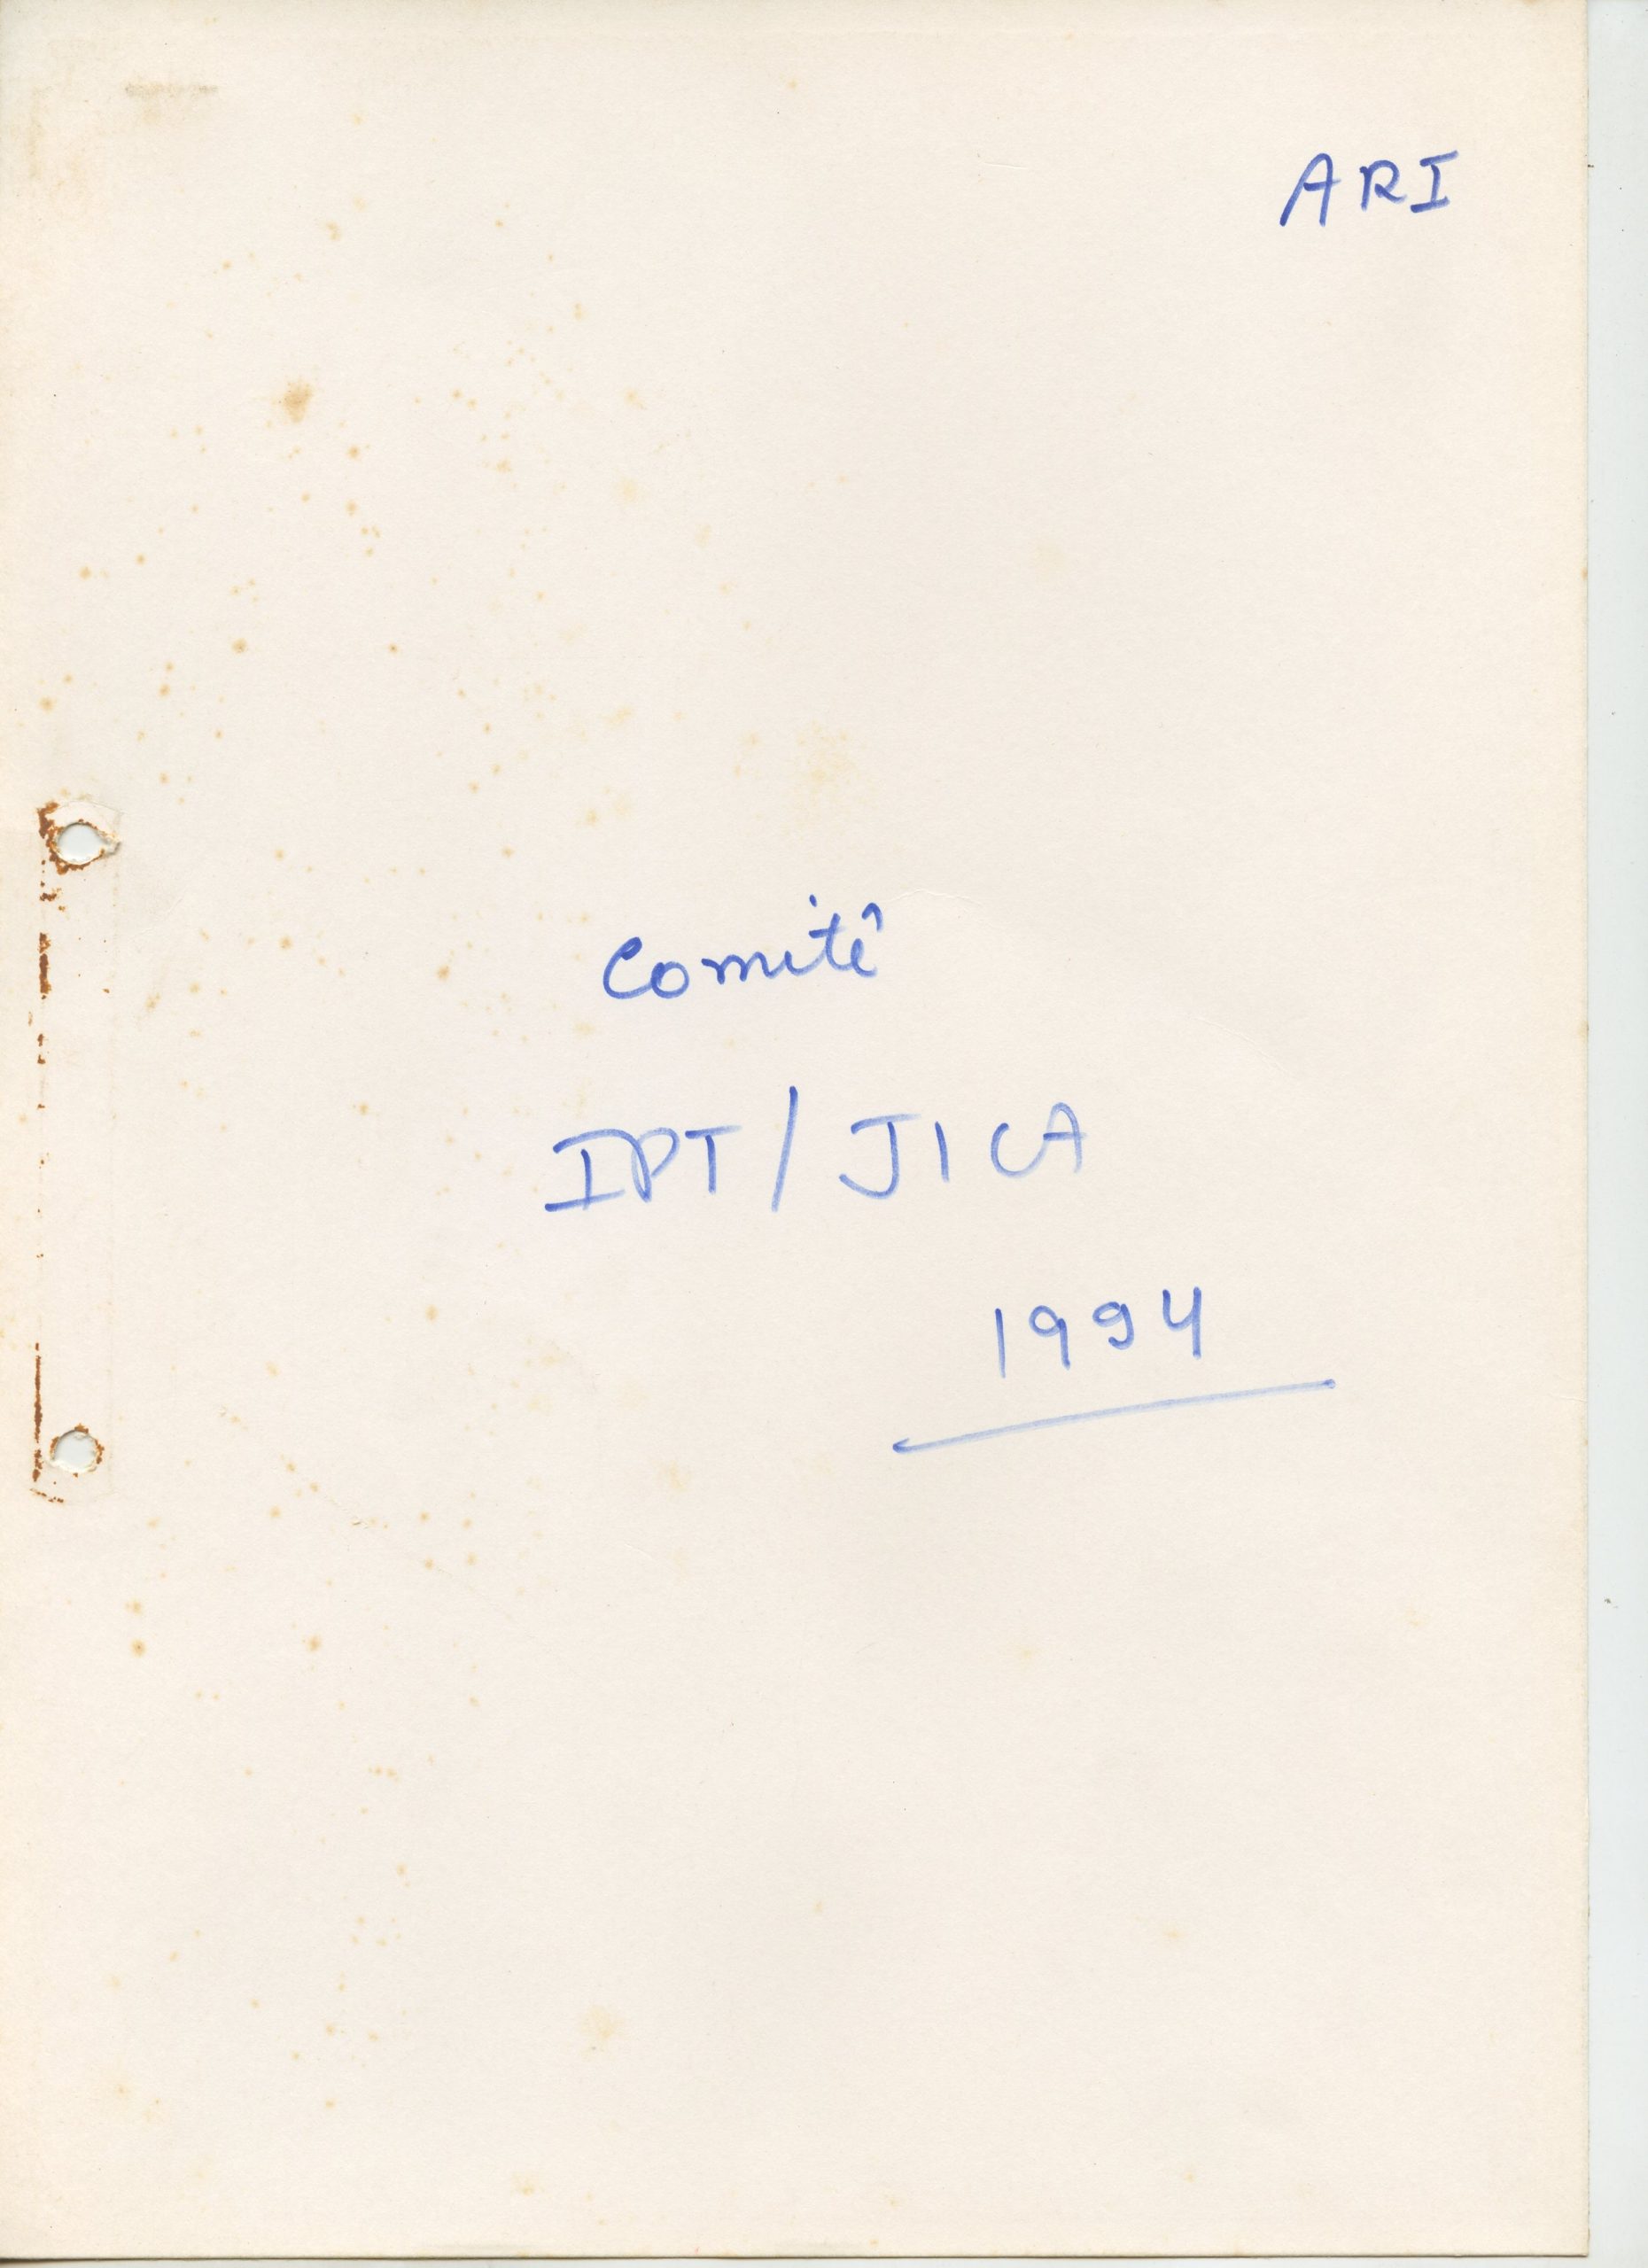 ARI
Comitê
IPT/JICA
1994